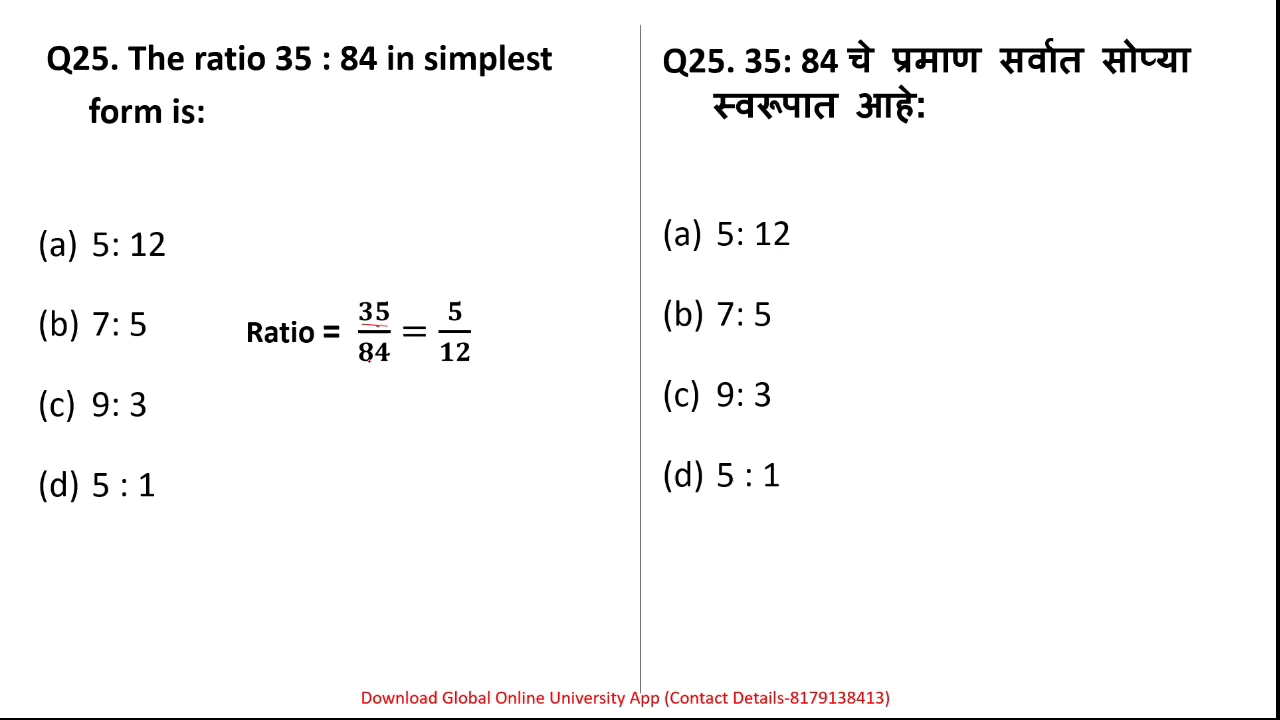 Q25. The ratio 35 : 84 in simplest
form is:
(a) 5: 12
(b) 7: 5
Ratio = 35/84 = 5/12
(c) 9: 3
(d) 5 : 1
Q25. 35: 84 चे प्रमाण सर्वात सोप्या
स्वरूपात आहे:
(a) 5: 12
(b) 7: 5
(c) 9: 3
(d) 5 : 1
Download Global Online University App (Contact Details-8179138413)